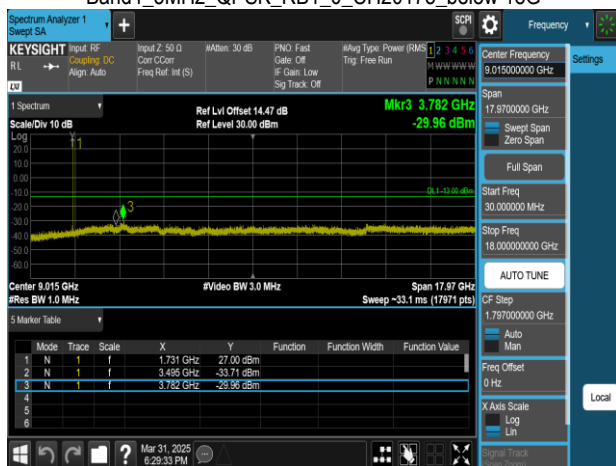 Spectrum Analyzer 1
Swept SA
+
SCPI
Frequency
KEYSIGHT
RL
LXI
Input: RF
Coupling: DC
Align: Auto
Input Z: 50 Ω
Corr CCorr
Freq Ref: Int (S)
#Atten: 30 dB
PNO: Fast
Gate: Off
IF Gain: Low
Sig Track: Off
#Avg Type: Power (RMS
Trig: Free Run
1 2 3 4 5 6
M W W W W W
P N N N N N
1 Spectrum
Scale/Div 10 dB
Ref Lvl Offset 14.47 dB
Ref Level 30.00 dBm
Mkr3 3.782 GHz
-29.96 dBm
Log
20.0
10.0
0.00
-10.0
-20.0
-30.0
-40.0
-50.0
-60.0
1
3
DL1 -13.00 dBm
Center 9.015 GHz
#Res BW 1.0 MHz
#Video BW 3.0 MHz
Span 17.97 GHz
Sweep ~33.1 ms (17971 pts)
5 Marker Table
Mode Trace Scale X Y Function Function Width Function Value
1 N 1 f 1.731 GHz 27.00 dBm
2 N 1 f 3.495 GHz -33.71 dBm
3 N 1 f 3.782 GHz -29.96 dBm
4
5
6
Mar 31, 2025
6:29:33 PM
Center Frequency
9.015000000 GHz
Span
17.9700000 GHz
Swept Span
Zero Span
Full Span
Start Freq
30.000000 MHz
Stop Freq
18.000000000 GHz
AUTO TUNE
CF Step
1.797000000 GHz
Auto
Man
Freq Offset
0 Hz
X Axis Scale
Log
Lin
Signal Track
Settings
Local